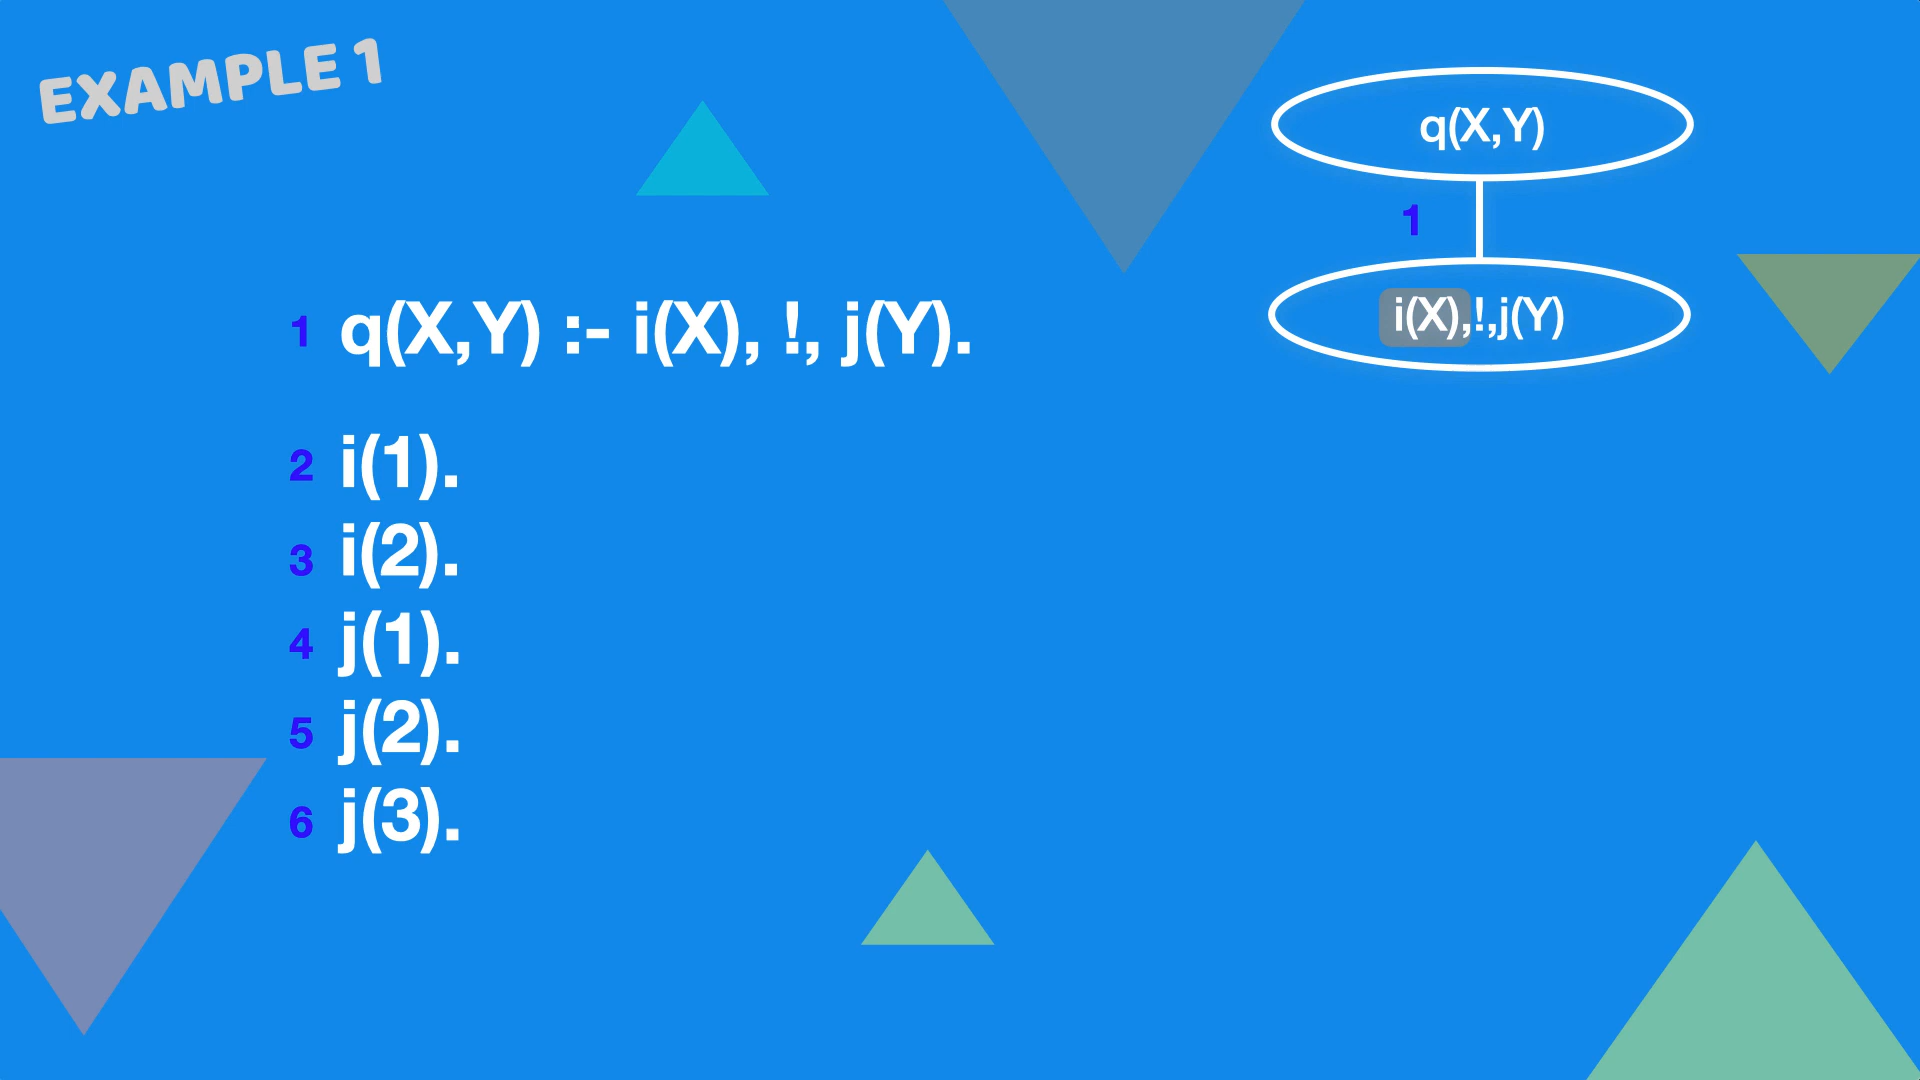 EXAMPLE 1
q(X,Y)
1
i(X),!,j(Y)
1 q(X,Y) :- i(X), !, j(Y).
2 i(1).
3 i(2).
4 j(1).
5 j(2).
6 j(3).